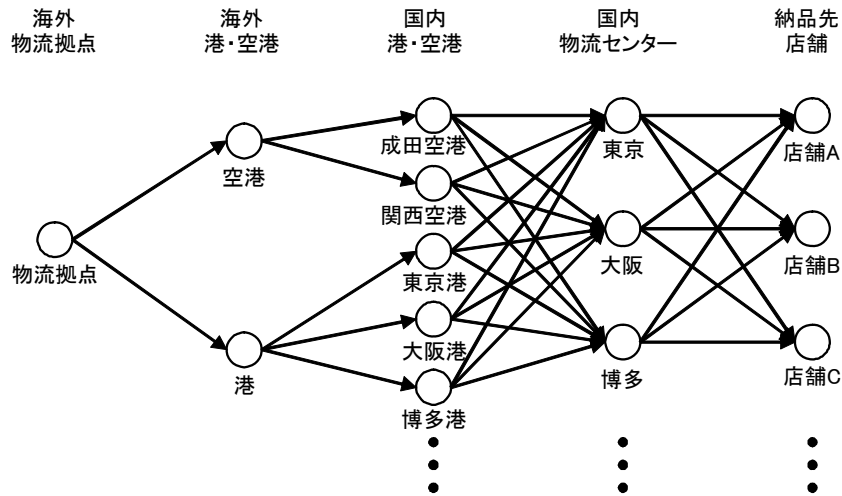 海外
物流拠点
海外
港・空港
国内
港・空港
国内
物流センター
納品先
店舗
物流拠点
空港
港
成田空港
関西空港
東京港
大阪港
博多港
東京
大阪
博多
店舗A
店舗B
店舗C